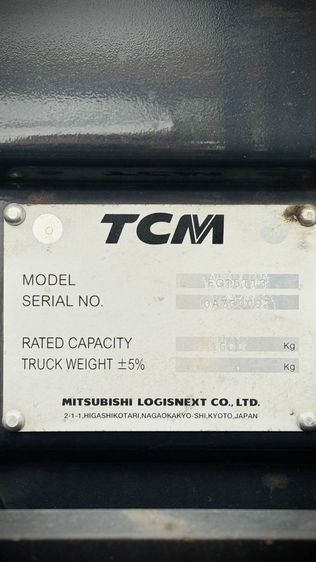 TCM
MODEL
SERIAL NO.
RATED CAPACITY Kg
TRUCK WEIGHT ±5% Kg
MITSUBISHI LOGISNEXT CO., LTD.
2-1-1,HIGASHIKOTARI,NAGAOKAKYO-SHI,KYOTO,JAPAN